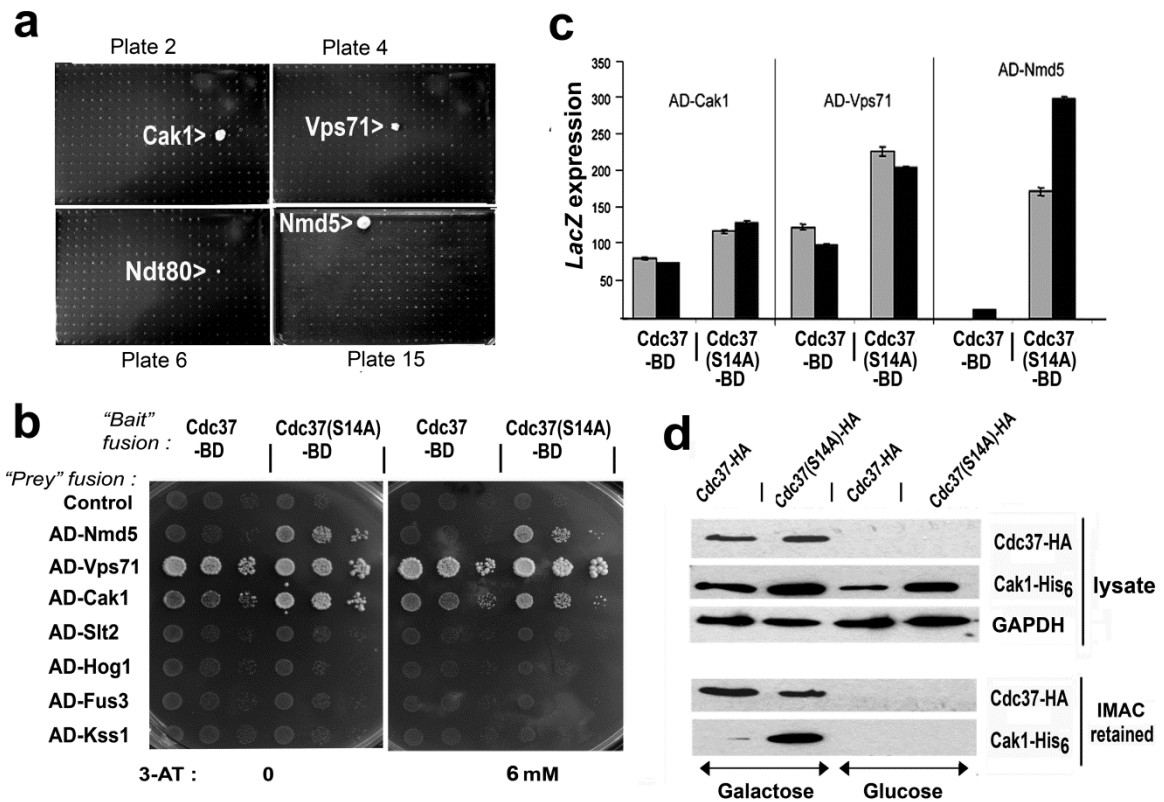 a
Plate 2
Plate 4
Cak1>
Vps71>
Ndt80>
Nmd5>
Plate 6
Plate 15
c
LacZ expression
350
300
250
200
150
100
50
AD-Cak1
AD-Vps71
AD-Nmd5
Cdc37 | Cdc37 Cdc37 | Cdc37 Cdc37 | Cdc37
-BD (S14A) -BD (S14A) -BD (S14A)
-BD -BD -BD
b
"Bait" fusion :
Cdc37 -BD
Cdc37(S14A) -BD
Cdc37 -BD
Cdc37(S14A) -BD
"Prey" fusion :
Control
AD-Nmd5
AD-Vps71
AD-Cak1
AD-Slt2
AD-Hog1
AD-Fus3
AD-Kss1
3-AT : 0 6 mM
d
Cdc37-HA | Cdc37(S14A)-HA | Cdc37-HA | Cdc37(S14A)-HA
Cdc37-HA
Cak1-His6
GAPDH
lysate
Cdc37-HA
Cak1-His6
IMAC
retained
Galactose Glucose